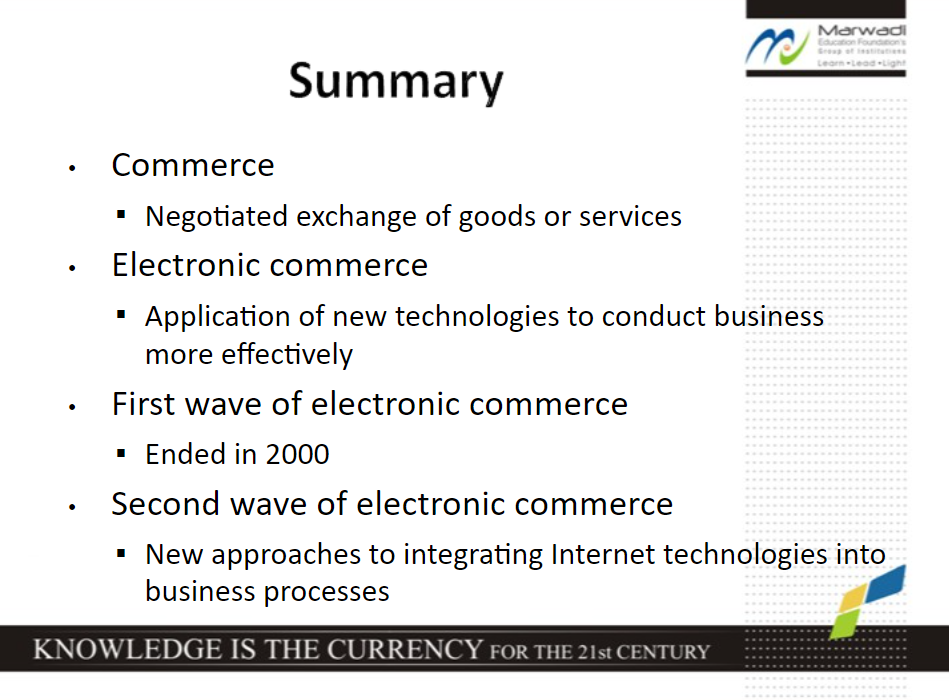 Marwadi
Education Foundation's
Group of Institutions
Learn •Lead •Light
Summary
• Commerce
▪ Negotiated exchange of goods or services
• Electronic commerce
▪ Application of new technologies to conduct business
more effectively
• First wave of electronic commerce
▪ Ended in 2000
• Second wave of electronic commerce
▪ New approaches to integrating Internet technologies into
business processes
KNOWLEDGE IS THE CURRENCY FOR THE 21st CENTURY